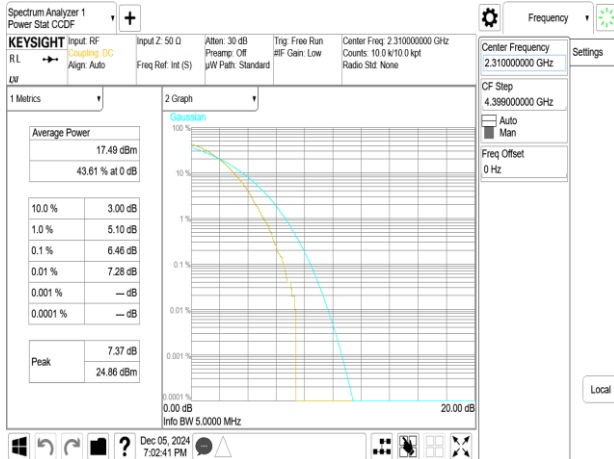 Spectrum Analyzer 1
Power Stat CCDF
Frequency
KEYSIGHT
RL
Input: RF
Coupling: DC
Align: Auto
Input Z: 50 Ω
Freq Ref: Int (S)
Atten: 30 dB
Preamp: Off
µW Path: Standard
Trig: Free Run
#IF Gain: Low
Center Freq: 2.310000000 GHz
Counts: 10.0 k/10.0 kpt
Radio Std: None
1 Metrics
2 Graph
Average Power
17.49 dBm
43.61 % at 0 dB
10.0 % 3.00 dB
1.0 % 5.10 dB
0.1 % 6.46 dB
0.01 % 7.28 dB
0.001 % --- dB
0.0001 % --- dB
Peak
7.37 dB
24.86 dBm
Gaussian
100 %
10 %
1 %
0.1 %
0.01 %
0.001 %
0.0001 %
0.00 dB 20.00 dB
Info BW 5.0000 MHz
Center Frequency
2.310000000 GHz
Settings
CF Step
4.399000000 GHz
Auto
Man
Freq Offset
0 Hz
Local
?
Dec 05, 2024
7:02:41 PM